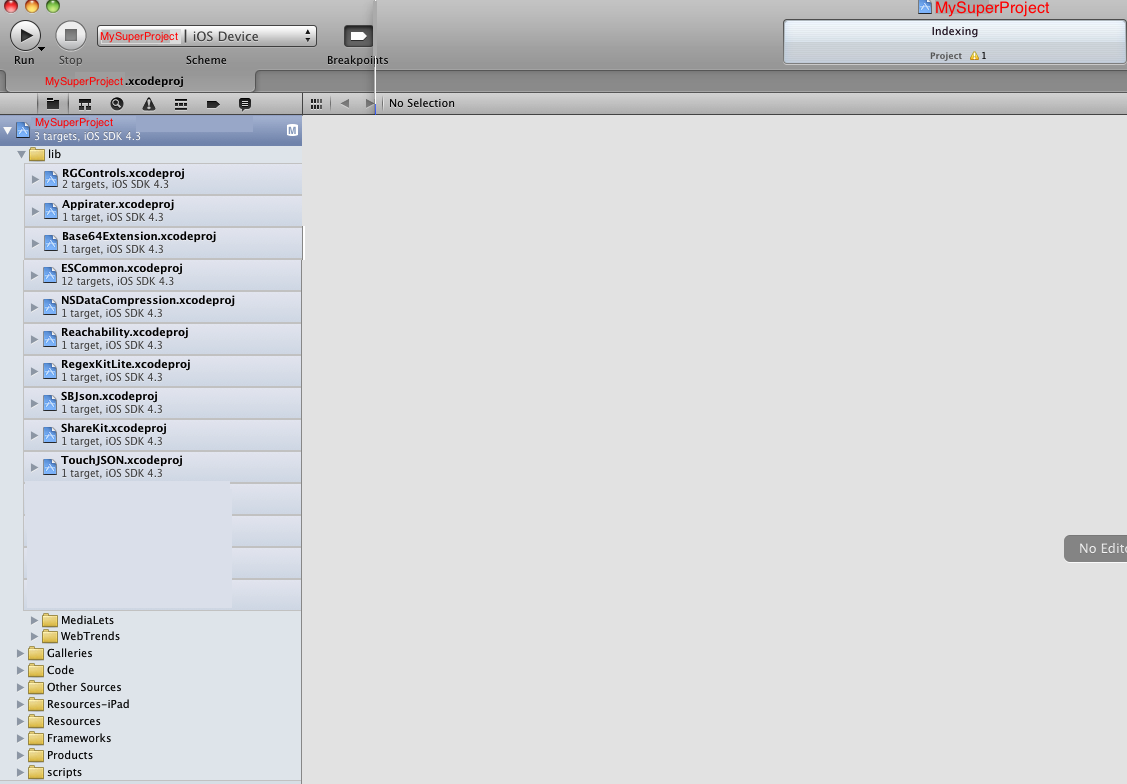 MySuperProject
MySuperProject iOS Device
Indexing
Project 1
Run Stop Scheme Breakpoints
MySuperProject.xcodeproj
No Selection
MySuperProject
3 targets, iOS SDK 4.3
M
lib
RGControls.xcodeproj
2 targets, iOS SDK 4.3
Appirater.xcodeproj
1 target, iOS SDK 4.3
Base64Extension.xcodeproj
1 target, iOS SDK 4.3
ESCommon.xcodeproj
12 targets, iOS SDK 4.3
NSDataCompression.xcodeproj
1 target, iOS SDK 4.3
Reachability.xcodeproj
1 target, iOS SDK 4.3
RegexKitLite.xcodeproj
1 target, iOS SDK 4.3
SBJson.xcodeproj
1 target, iOS SDK 4.3
ShareKit.xcodeproj
1 target, iOS SDK 4.3
TouchJSON.xcodeproj
1 target, iOS SDK 4.3
No Edit
MediaLets
WebTrends
Galleries
Code
Other Sources
Resources-iPad
Resources
Frameworks
Products
scripts